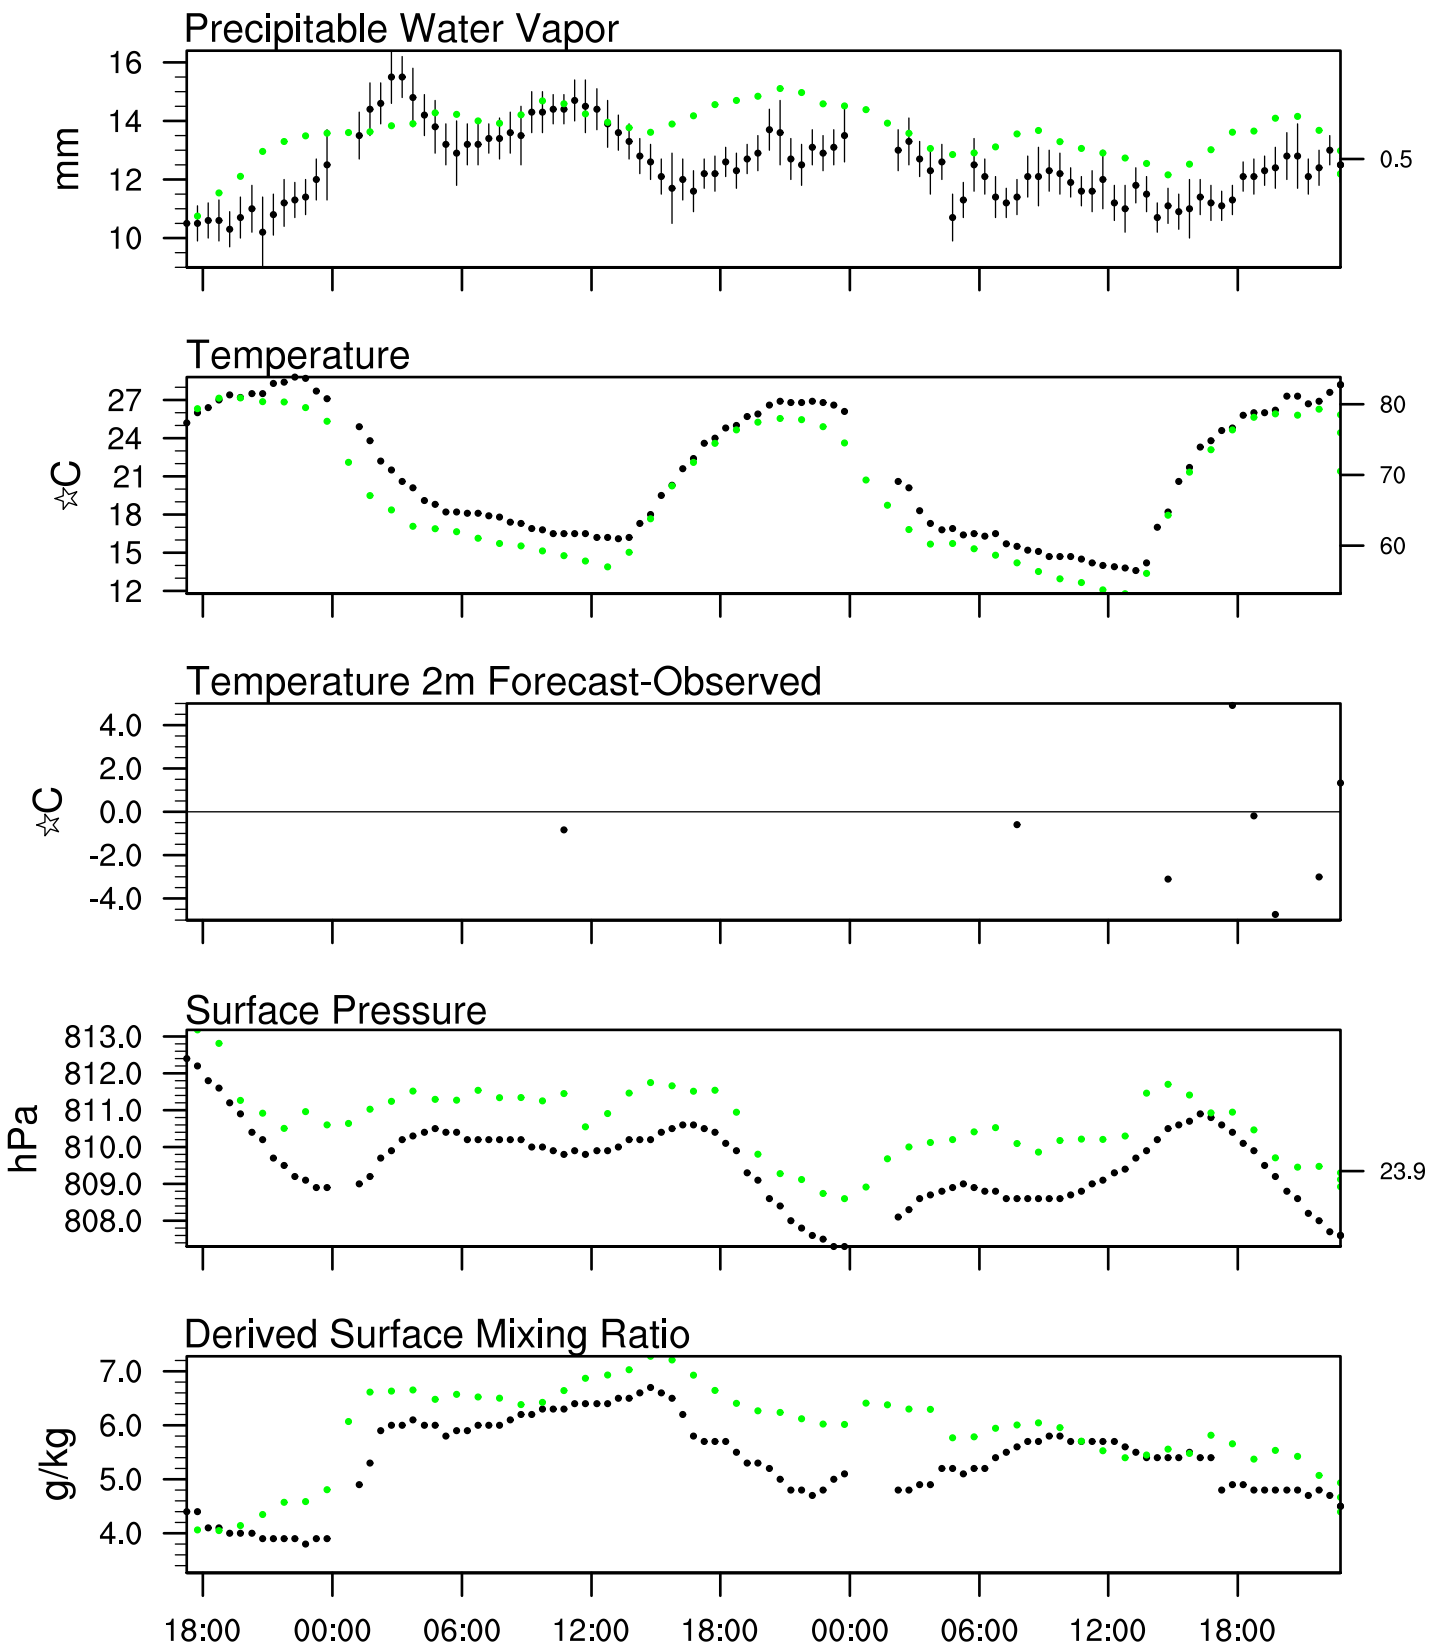 Precipitable Water Vapor
16
14
12
10
mm
0.5
Temperature
27
24
21
18
15
12
☆C
80
70
60
Temperature 2m Forecast-Observed
4.0
2.0
0.0
-2.0
-4.0
☆C
Surface Pressure
813.0
812.0
811.0
810.0
809.0
808.0
hPa
23.9
Derived Surface Mixing Ratio
7.0
6.0
5.0
4.0
g/kg
18:00 00:00 06:00 12:00 18:00 00:00 06:00 12:00 18:00